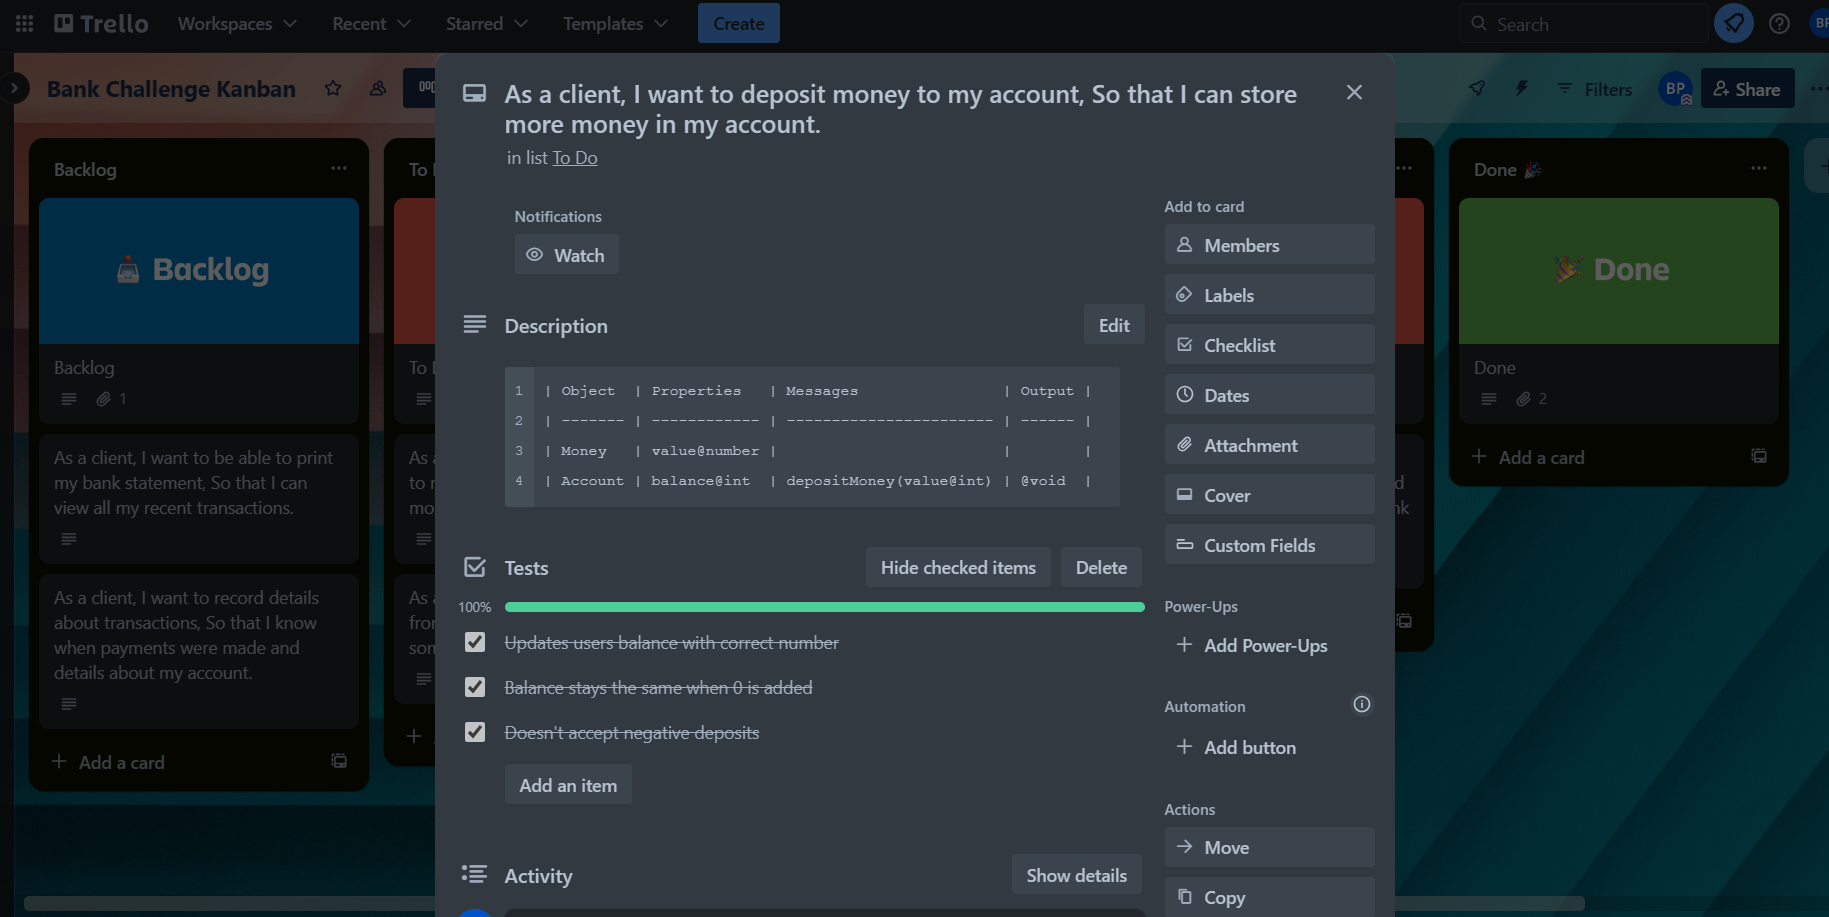 Trello
Workspaces
Recent
Starred
Templates
Create
Search
BP
Bank Challenge Kanban
Filters
BP
Share
Backlog
Backlog
Backlog
1
As a client, I want to be able to print
my bank statement, So that I can
view all my recent transactions.
As a client, I want to record details
about transactions, So that I know
when payments were made and
details about my account.
Add a card
To
To
As a client, I want to deposit money to my account, So that I can store
more money in my account.
in list To Do
Notifications
Watch
Description
Edit
1 | Object | Properties | Messages | Output |
2 | ------- | ------------ | ----------------------- | ------ |
3 | Money | value@number | | |
4 | Account | balance@int | depositMoney(value@int) | @void |
Tests
Hide checked items
Delete
100%
Updates users balance with correct number
Balance stays the same when 0 is added
Doesn't accept negative deposits
Add an item
Activity
Show details
Add to card
Members
Labels
Checklist
Dates
Attachment
Cover
Custom Fields
Power-Ups
Add Power-Ups
Automation
Add button
Actions
Move
Copy
Done 🎉
🎉 Done
Done
2
Add a card